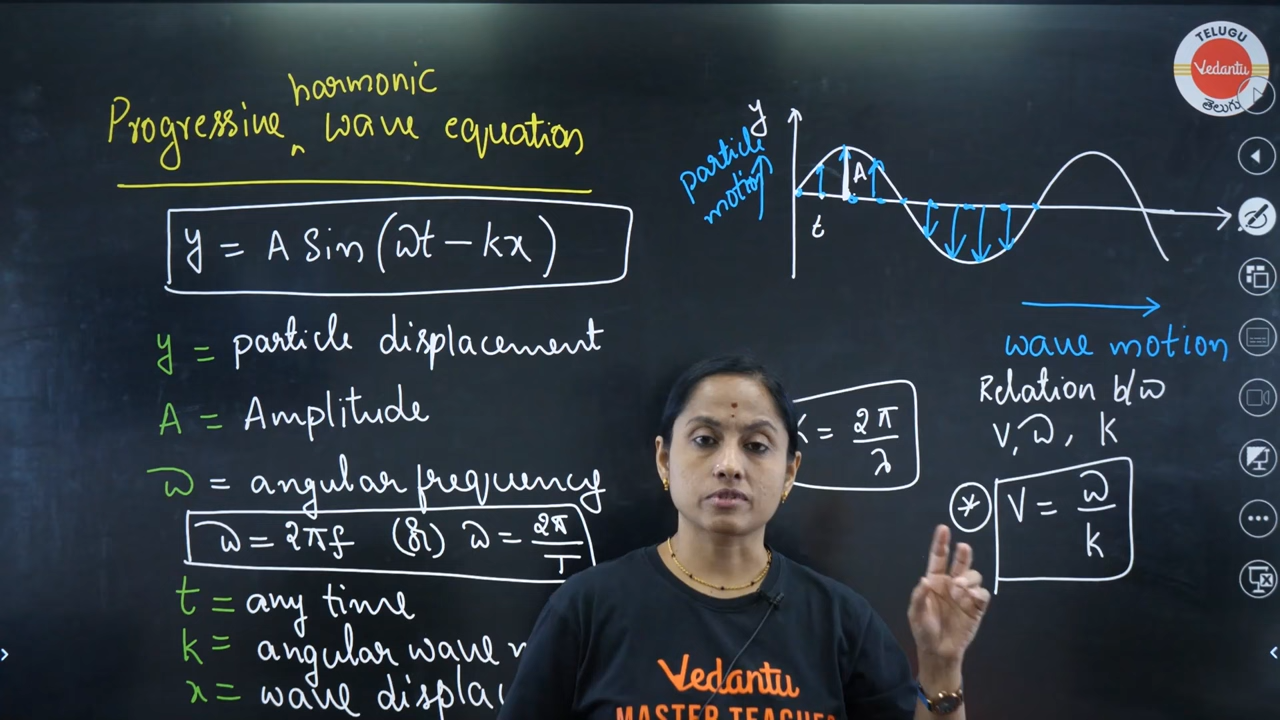 Progressive harmonic wave equation
y = A Sin (ωt – kx)
y = particle displacement
A = Amplitude
ω = angular frequency
ω = 2πf (or) ω = 2π/T
t = any time
k = angular wave
x = wave
y
particle motion
A
t
wave motion
= 2π/λ
Relation b/w
V, ω, k
* V = ω/k
TELUGU
Vedantu
తెలుగు
Vedantu
MASTER TEACHER